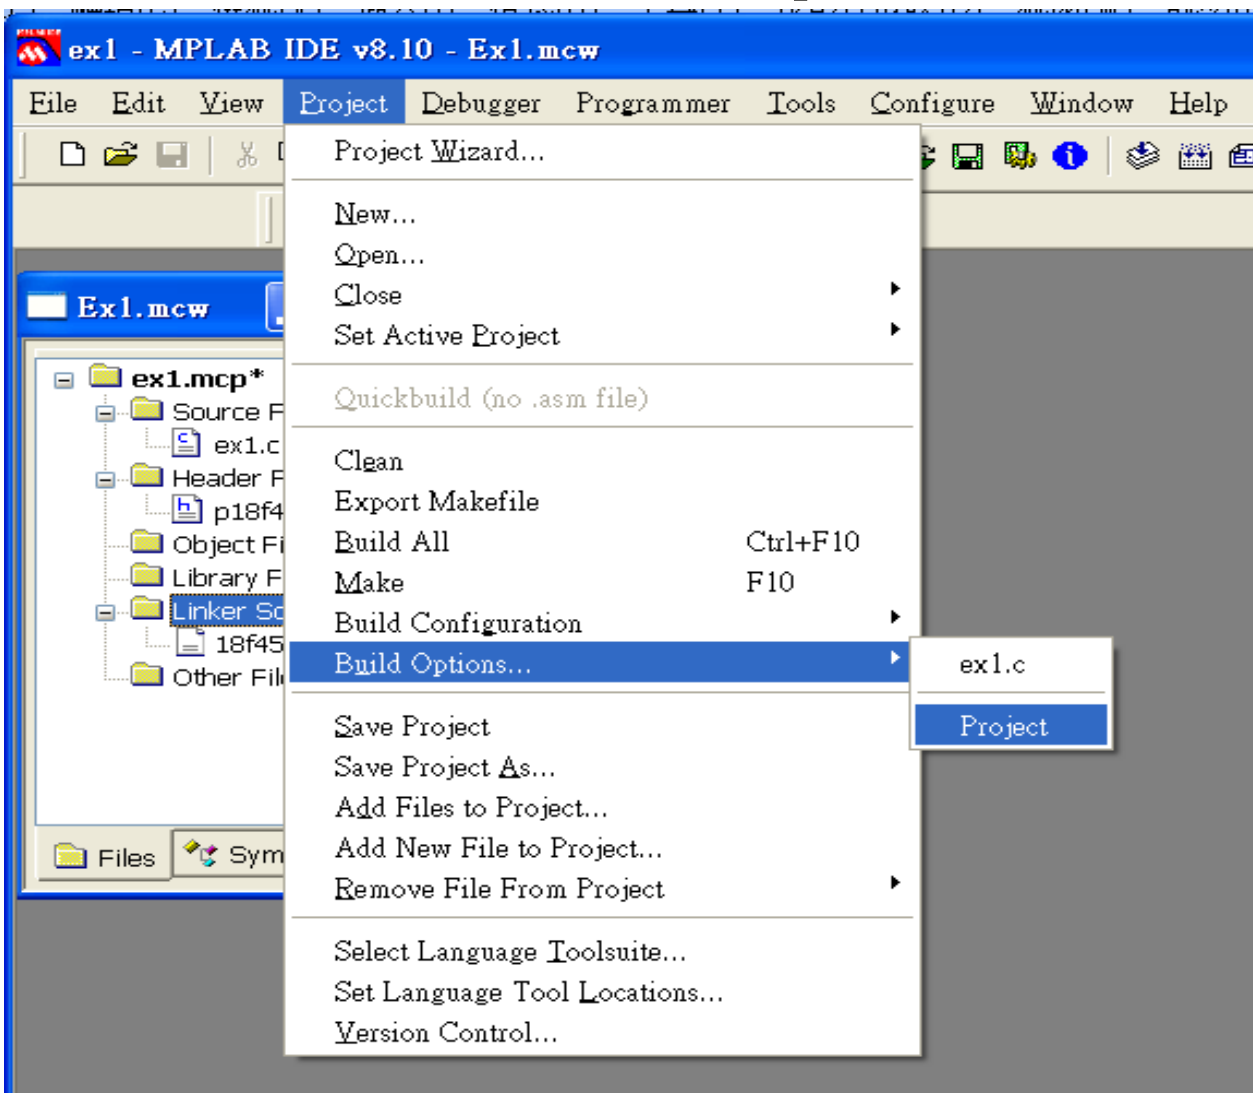 ex1 - MPLAB IDE v8.10 - Ex1.mcw
File Edit View Project Debugger Programmer Tools Configure Window Help
Project Wizard...
New...
Open...
Close
Set Active Project
Quickbuild (no .asm file)
Clean
Export Makefile
Build All Ctrl+F10
Make F10
Build Configuration
Build Options...
ex1.c
Project
Save Project
Save Project As...
Add Files to Project...
Add New File to Project...
Remove File From Project
Select Language Toolsuite...
Set Language Tool Locations...
Version Control...
Ex1.mcw
ex1.mcp*
Source F
ex1.c
Header F
p18f4
Object Fi
Library F
Linker Sc
18f45
Other Fil
Files
Sym